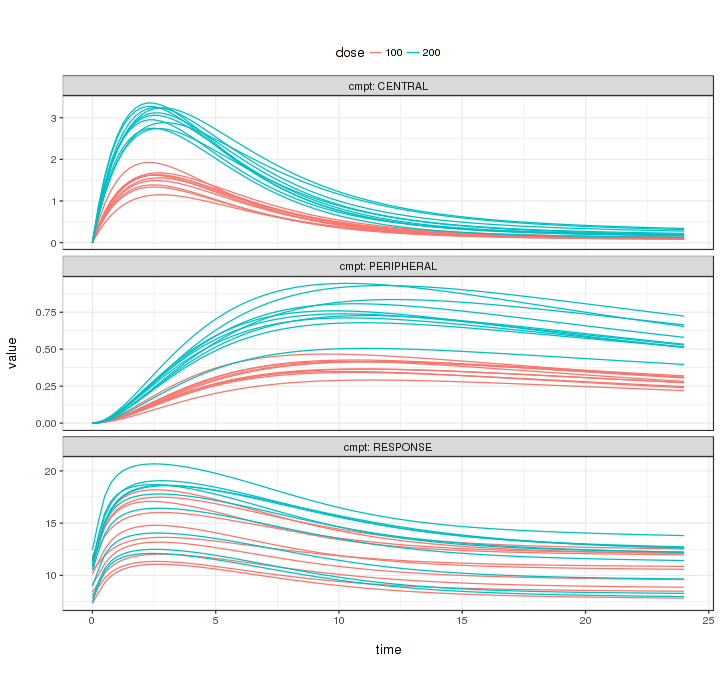 dose 100 200
cmpt: CENTRAL
3
2
1
0
cmpt: PERIPHERAL
0.75
0.50
0.25
0.00
value
cmpt: RESPONSE
20
15
10
0 5 10 15 20 25
time